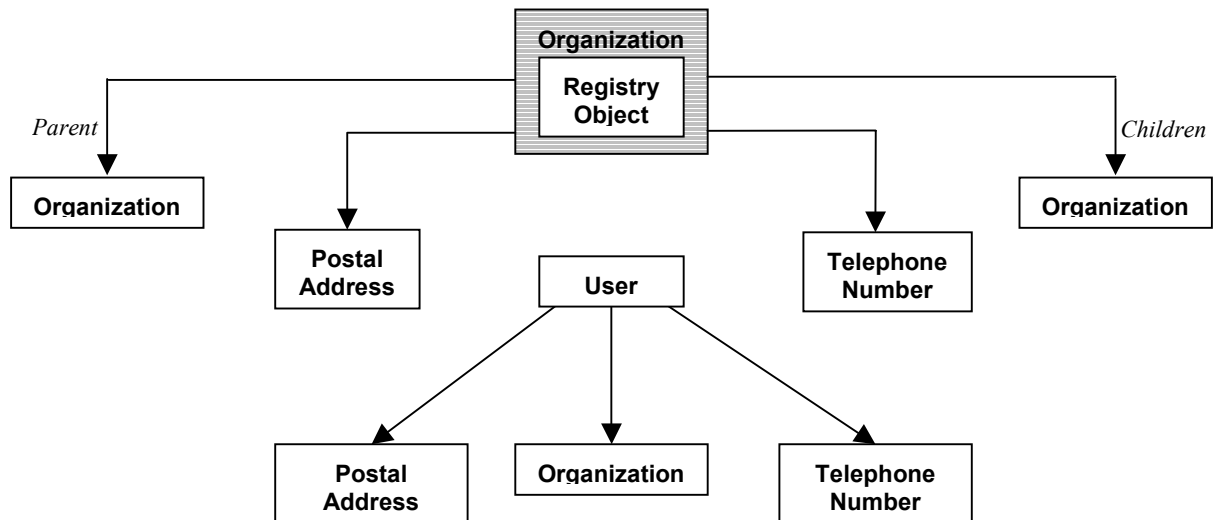 Organization
Registry
Object
Parent
Children
Organization
Organization
Postal
Address
User
Telephone
Number
Postal
Address
Organization
Telephone
Number